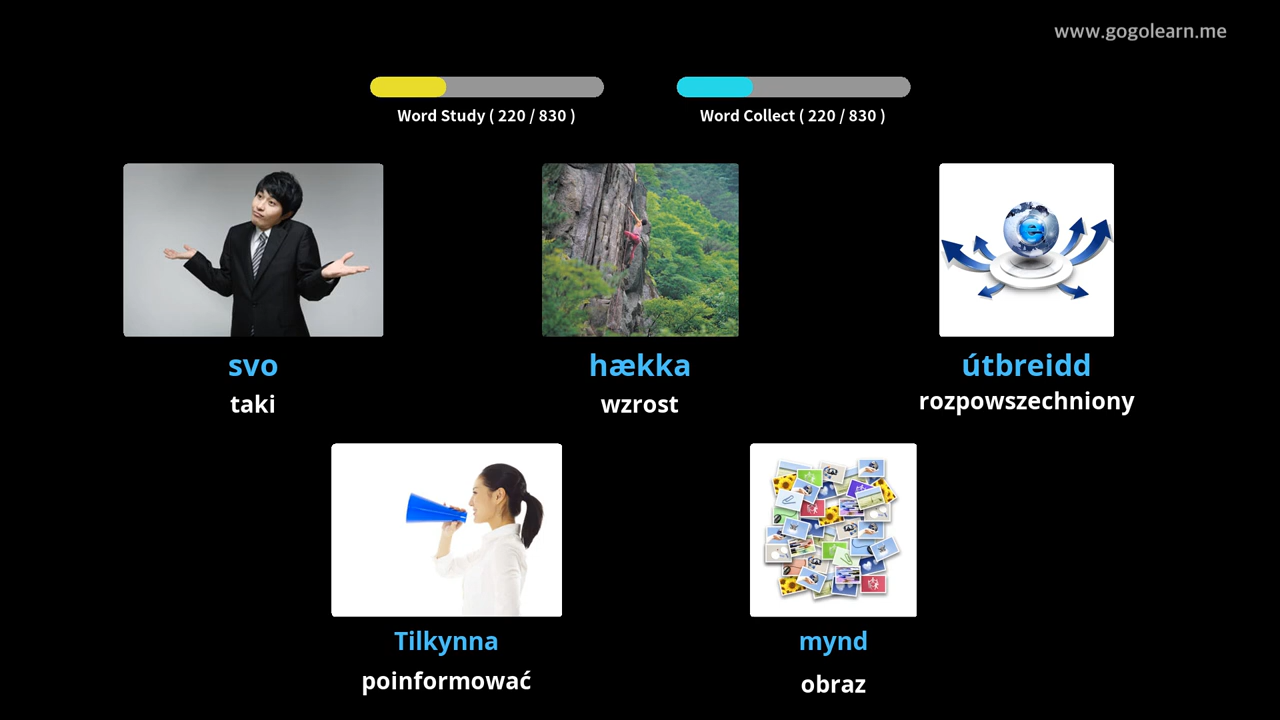 www.gogolearn.me
Word Study ( 220 / 830 )
Word Collect ( 220 / 830 )
svo
taki
hækka
wzrost
útbreidd
rozpowszechniony
Tilkynna
poinformować
mynd
obraz